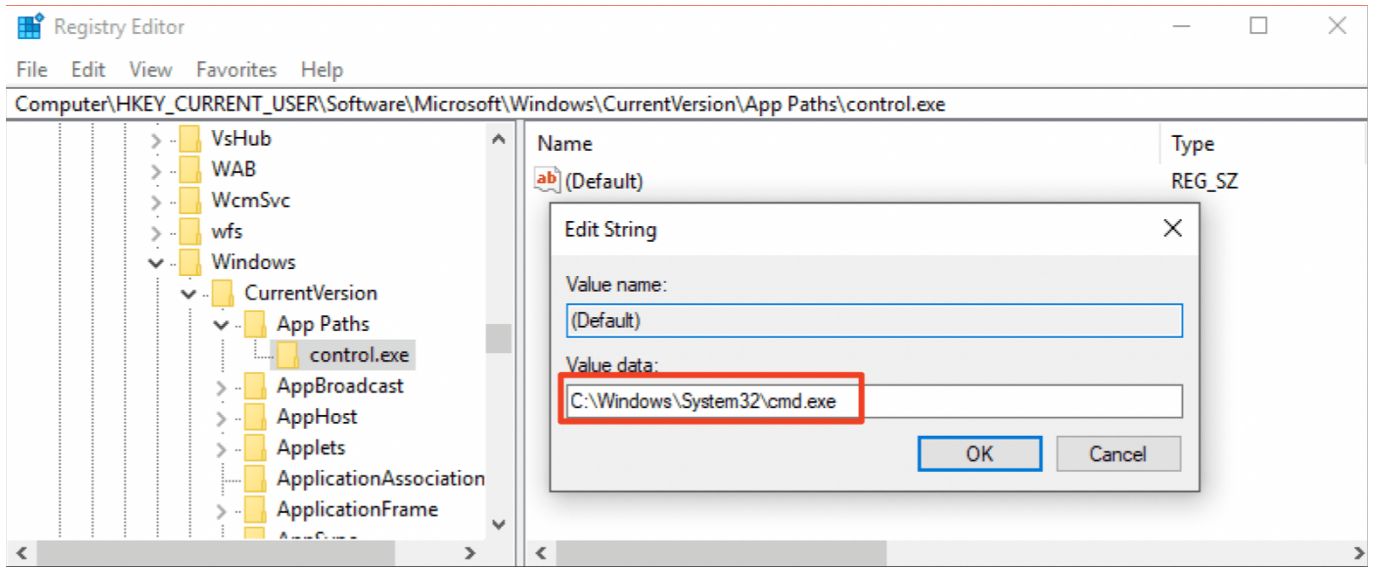 Registry Editor
File Edit View Favorites Help
Computer\HKEY_CURRENT_USER\Software\Microsoft\Windows\CurrentVersion\App Paths\control.exe
VsHub
WAB
WcmSvc
wfs
Windows
CurrentVersion
App Paths
control.exe
AppBroadcast
AppHost
Applets
ApplicationAssociation
ApplicationFrame
Name Type
ab (Default) REG_SZ
Edit String
Value name:
(Default)
Value data:
C:\Windows\System32\cmd.exe
OK Cancel